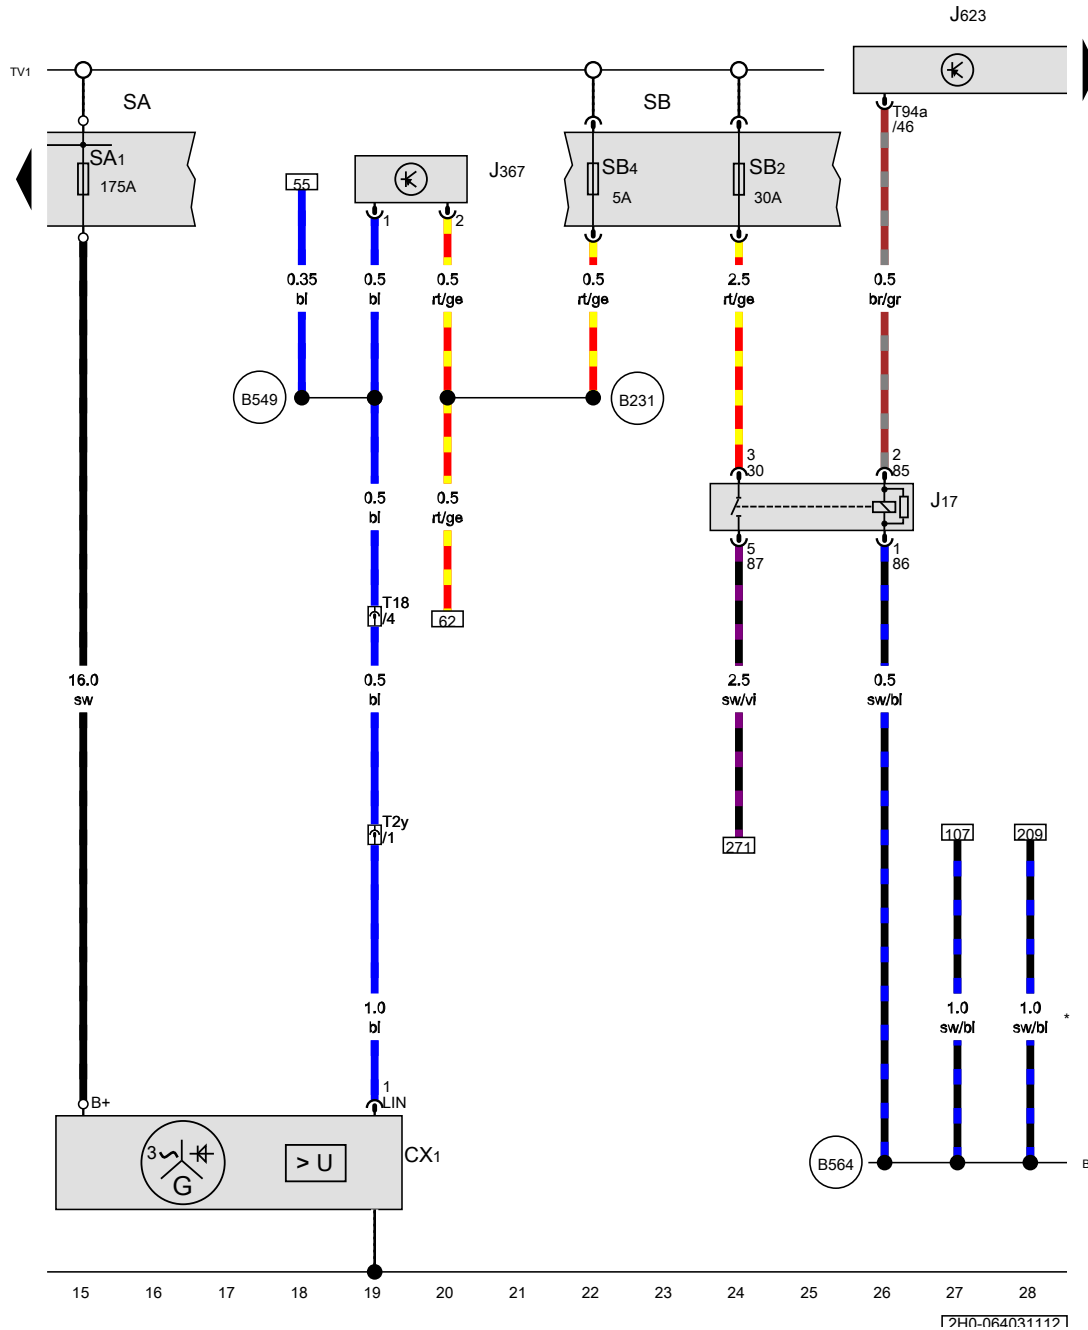 J623
TV1
SA
SB
T94a
/46
SA1
175A
J367
SB4
5A
SB2
30A
55
1
2
0.35
bl
0.5
bl
0.5
rt/ge
0.5
rt/ge
2.5
rt/ge
0.5
br/gr
B549
B231
3
30
2
85
J17
0.5
bl
0.5
rt/ge
5
87
1
86
T18
/4
62
16.0
sw
0.5
bl
2.5
sw/vi
0.5
sw/bl
T2y
/1
271
107
209
1.0
bl
1.0
sw/bl
1.0
sw/bl
*
B+
1
LIN
3
G
> U
CX1
B564
B
15 16 17 18 19 20 21 22 23 24 25 26 27 28
2H0-064031112